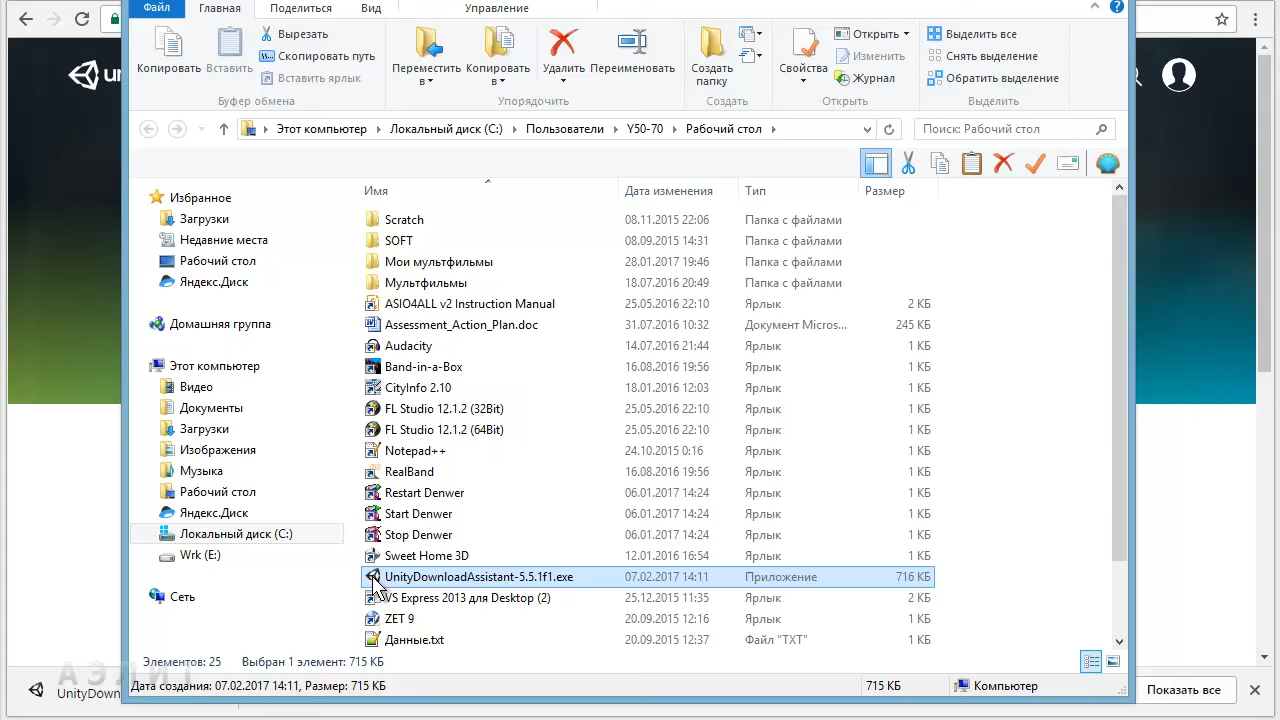 Файл
Главная
Поделиться
Вид
Управление
Копировать
Вставить
Вырезать
Скопировать путь
Вставить ярлык
Буфер обмена
Переместить в
Копировать в
Удалить
Переименовать
Упорядочить
Создать папку
Создать
Свойства
Открыть
Изменить
Журнал
Открыть
Выделить все
Снять выделение
Обратить выделение
Выделить
Этот компьютер
Локальный диск (C:)
Пользователи
Y50-70
Рабочий стол
Поиск: Рабочий стол
Имя Дата изменения Тип Размер
Избранное
Загрузки
Недавние места
Рабочий стол
Яндекс.Диск
Домашняя группа
Этот компьютер
Видео
Документы
Загрузки
Изображения
Музыка
Рабочий стол
Яндекс.Диск
Локальный диск (C:)
Wrk (E:)
Сеть
Scratch 08.11.2015 22:06 Папка с файлами
SOFT 08.09.2015 14:31 Папка с файлами
Мои мультфильмы 28.01.2017 19:46 Папка с файлами
Мультфильмы 18.07.2016 20:49 Папка с файлами
ASIO4ALL v2 Instruction Manual 25.05.2016 22:10 Ярлык 2 КБ
Assessment_Action_Plan.doc 31.07.2016 10:32 Документ Micros... 245 КБ
Audacity 14.07.2016 21:44 Ярлык 1 КБ
Band-in-a-Box 16.08.2016 19:56 Ярлык 1 КБ
CityInfo 2.10 18.01.2016 12:03 Ярлык 1 КБ
FL Studio 12.1.2 (32Bit) 25.05.2016 22:10 Ярлык 1 КБ
FL Studio 12.1.2 (64Bit) 25.05.2016 22:10 Ярлык 1 КБ
Notepad++ 24.10.2015 0:16 Ярлык 1 КБ
RealBand 16.08.2016 19:56 Ярлык 1 КБ
Restart Denwer 06.01.2017 14:24 Ярлык 1 КБ
Start Denwer 06.01.2017 14:24 Ярлык 1 КБ
Stop Denwer 06.01.2017 14:24 Ярлык 1 КБ
Sweet Home 3D 12.01.2016 16:54 Ярлык 1 КБ
UnityDownloadAssistant-5.5.1f1.exe 07.02.2017 14:11 Приложение 716 КБ
VS Express 2013 для Desktop (2) 25.12.2015 11:35 Ярлык 2 КБ
ZET 9 20.09.2015 12:16 Ярлык 1 КБ
Данные.txt 20.09.2015 12:37 Файл "TXT" 1 КБ
Элементов: 25 Выбран 1 элемент: 715 КБ
Дата создания: 07.02.2017 14:11, Размер: 715 КБ 715 КБ Компьютер
UnityDown
Показать все